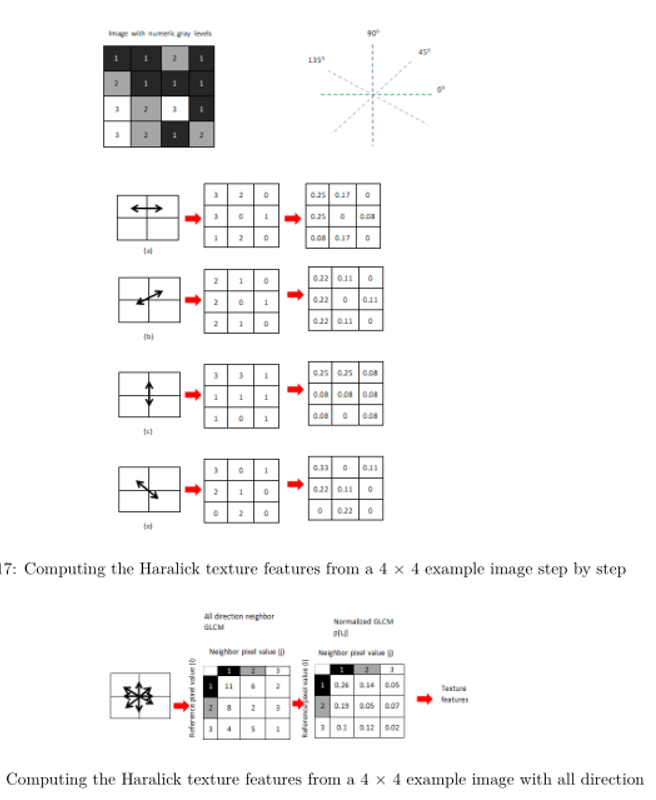 Image with numeric gray levels
1 1 2 1
2 1 1 1
3 2 3 1
3 2 1 2
90°
45°
135°
0°
3 2 0
3 0 1
1 2 0
0.25 0.17 0
0.25 0 0.08
0.08 0.17 0
(a)
2 1 0
2 0 1
2 1 0
0.22 0.11 0
0.22 0 0.11
0.22 0.11 0
(b)
3 3 1
1 1 1
1 0 1
0.25 0.25 0.08
0.08 0.08 0.08
0.08 0 0.08
(c)
3 0 1
2 1 0
0 2 0
0.33 0 0.11
0.22 0.11 0
0 0.22 0
17: Computing the Haralick texture features from a 4 × 4 example image step by step
All direction neighbor
GLCM
Neighbor pixel value (j)
Reference pixel value (i)
1 2 3
1 11 6 2
2 8 2 3
3 4 5 1
Normalized GLCM
p(i,j)
Neighbor pixel value (j)
Reference pixel value (i)
1 2 3
1 0.26 0.14 0.05
2 0.19 0.05 0.07
3 0.1 0.12 0.02
Texture
features
Computing the Haralick texture features from a 4 × 4 example image with all direction